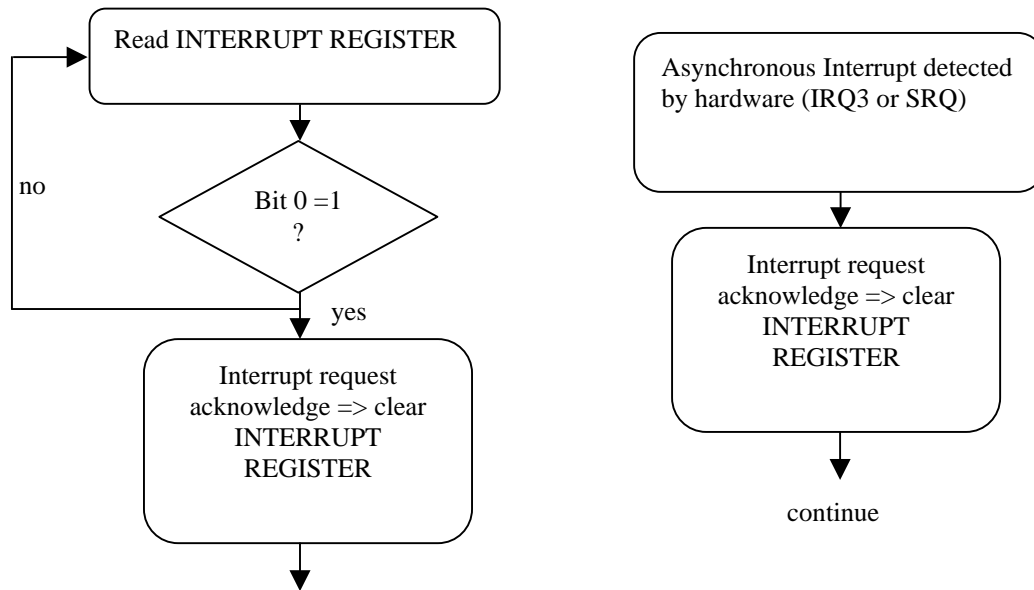 Read INTERRUPT REGISTER
no
Bit 0 =1
?
yes
Interrupt request
acknowledge => clear
INTERRUPT
REGISTER
Asynchronous Interrupt detected
by hardware (IRQ3 or SRQ)
Interrupt request
acknowledge => clear
INTERRUPT
REGISTER
continue